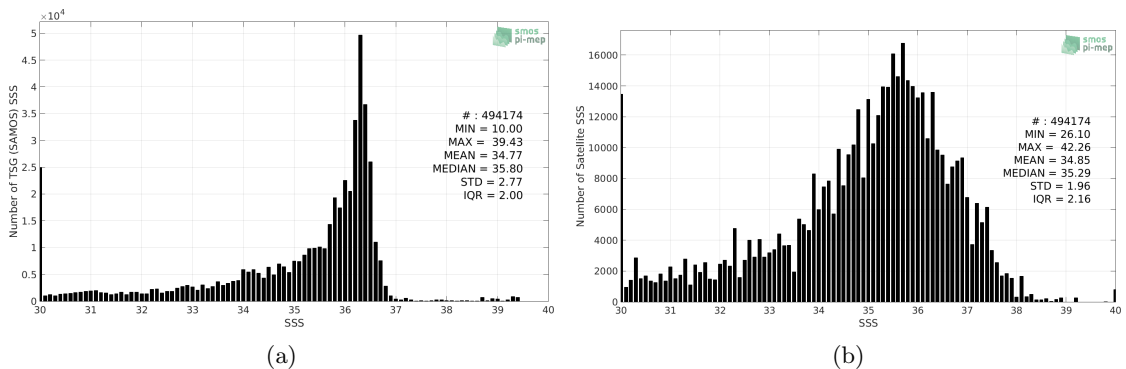 ×10⁴
5
4.5
4
3.5
3
2.5
2
1.5
1
0.5
0
Number of TSG (SAMOS) SSS
30 31 32 33 34 35 36 37 38 39 40
SSS
smos
pi-mep
# : 494174
MIN = 10.00
MAX = 39.43
MEAN = 34.77
MEDIAN = 35.80
STD = 2.77
IQR = 2.00
(a)
16000
14000
12000
10000
8000
6000
4000
2000
0
Number of Satellite SSS
30 31 32 33 34 35 36 37 38 39 40
SSS
smos
pi-mep
# : 494174
MIN = 26.10
MAX = 42.26
MEAN = 34.85
MEDIAN = 35.29
STD = 1.96
IQR = 2.16
(b)